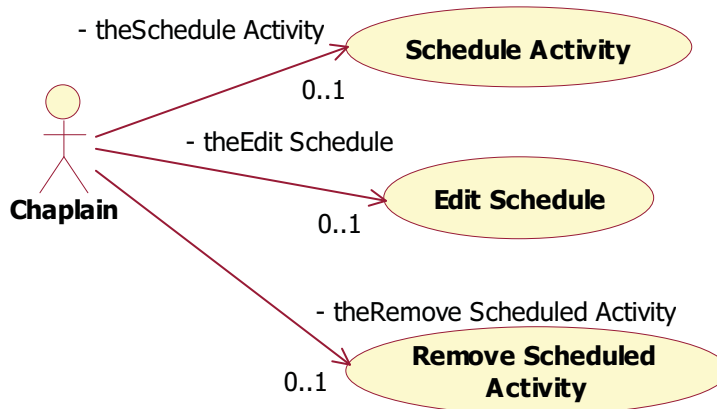 - theSchedule Activity
Schedule Activity
0..1
- theEdit Schedule
Chaplain
Edit Schedule
0..1
- theRemove Scheduled Activity
Remove Scheduled
Activity
0..1